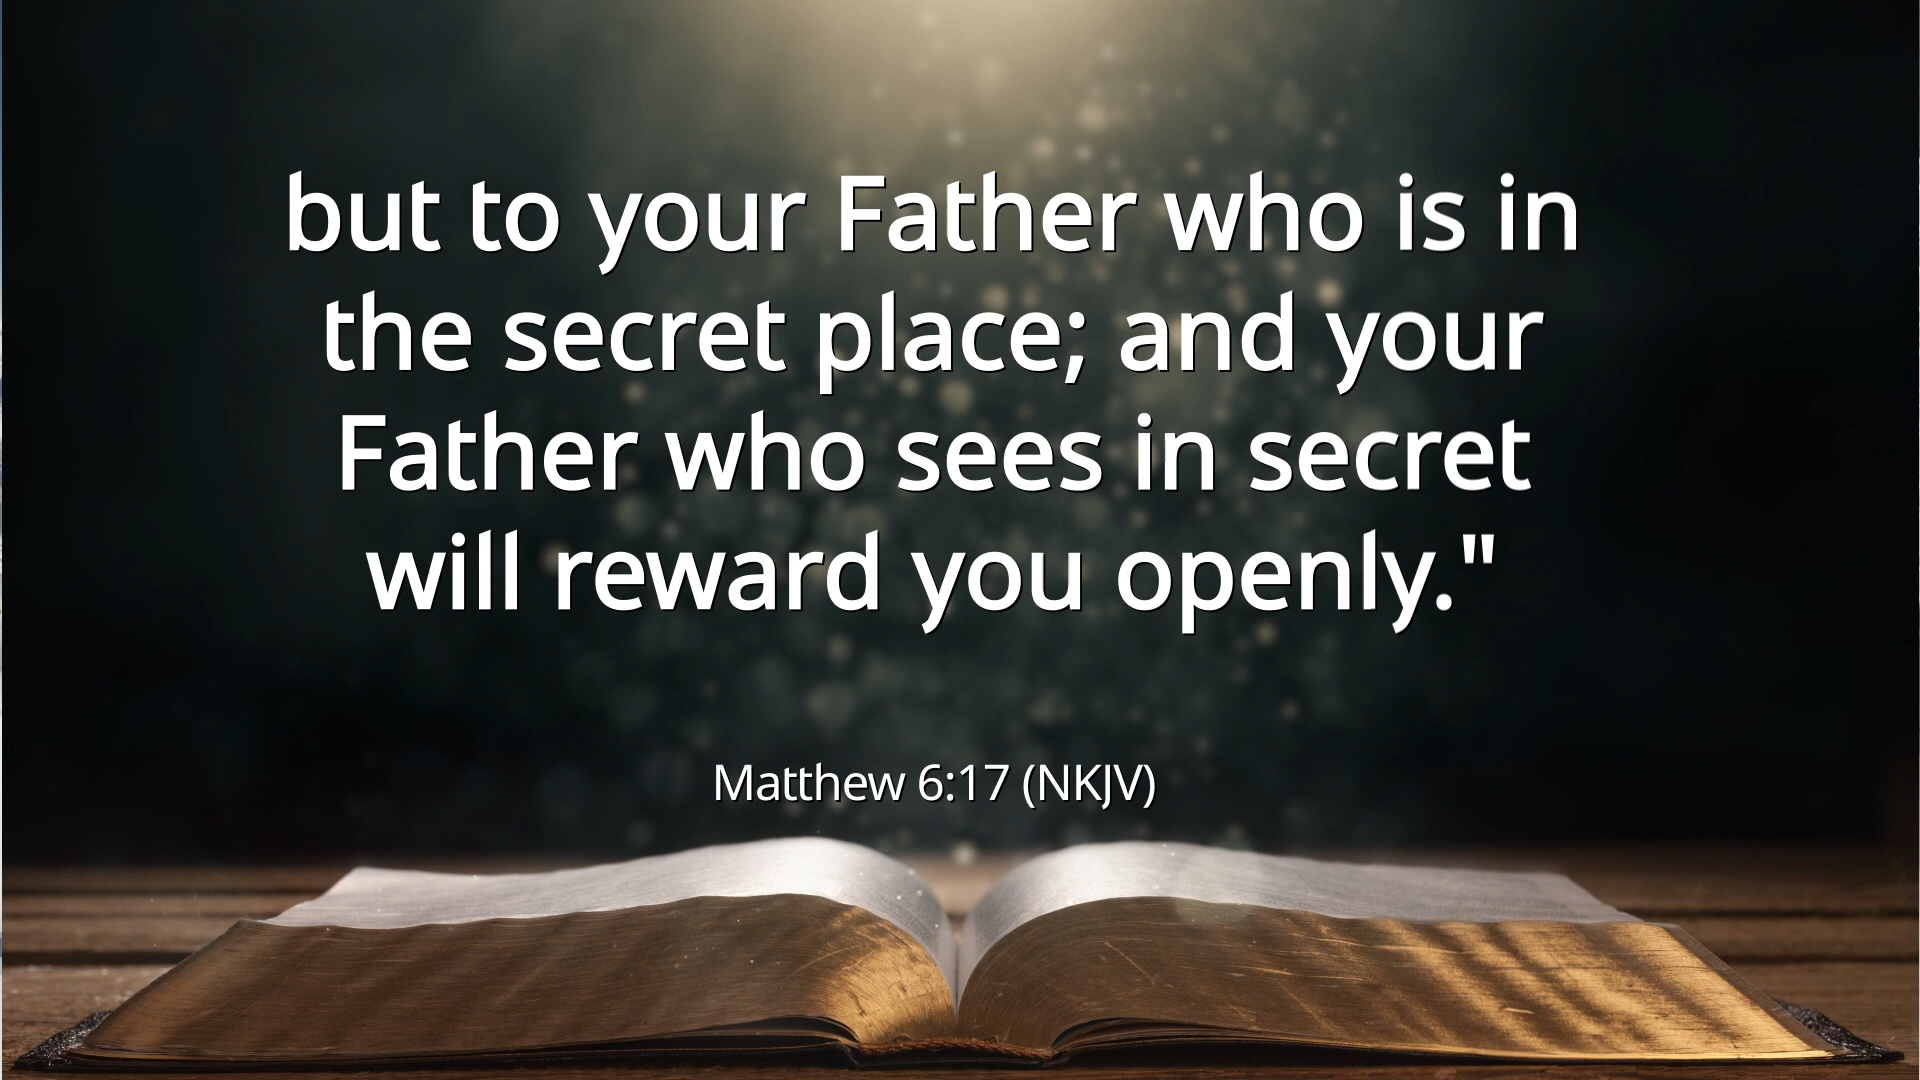 but to your Father who is in
the secret place; and your
Father who sees in secret
will reward you openly."
Matthew 6:17 (NKJV)